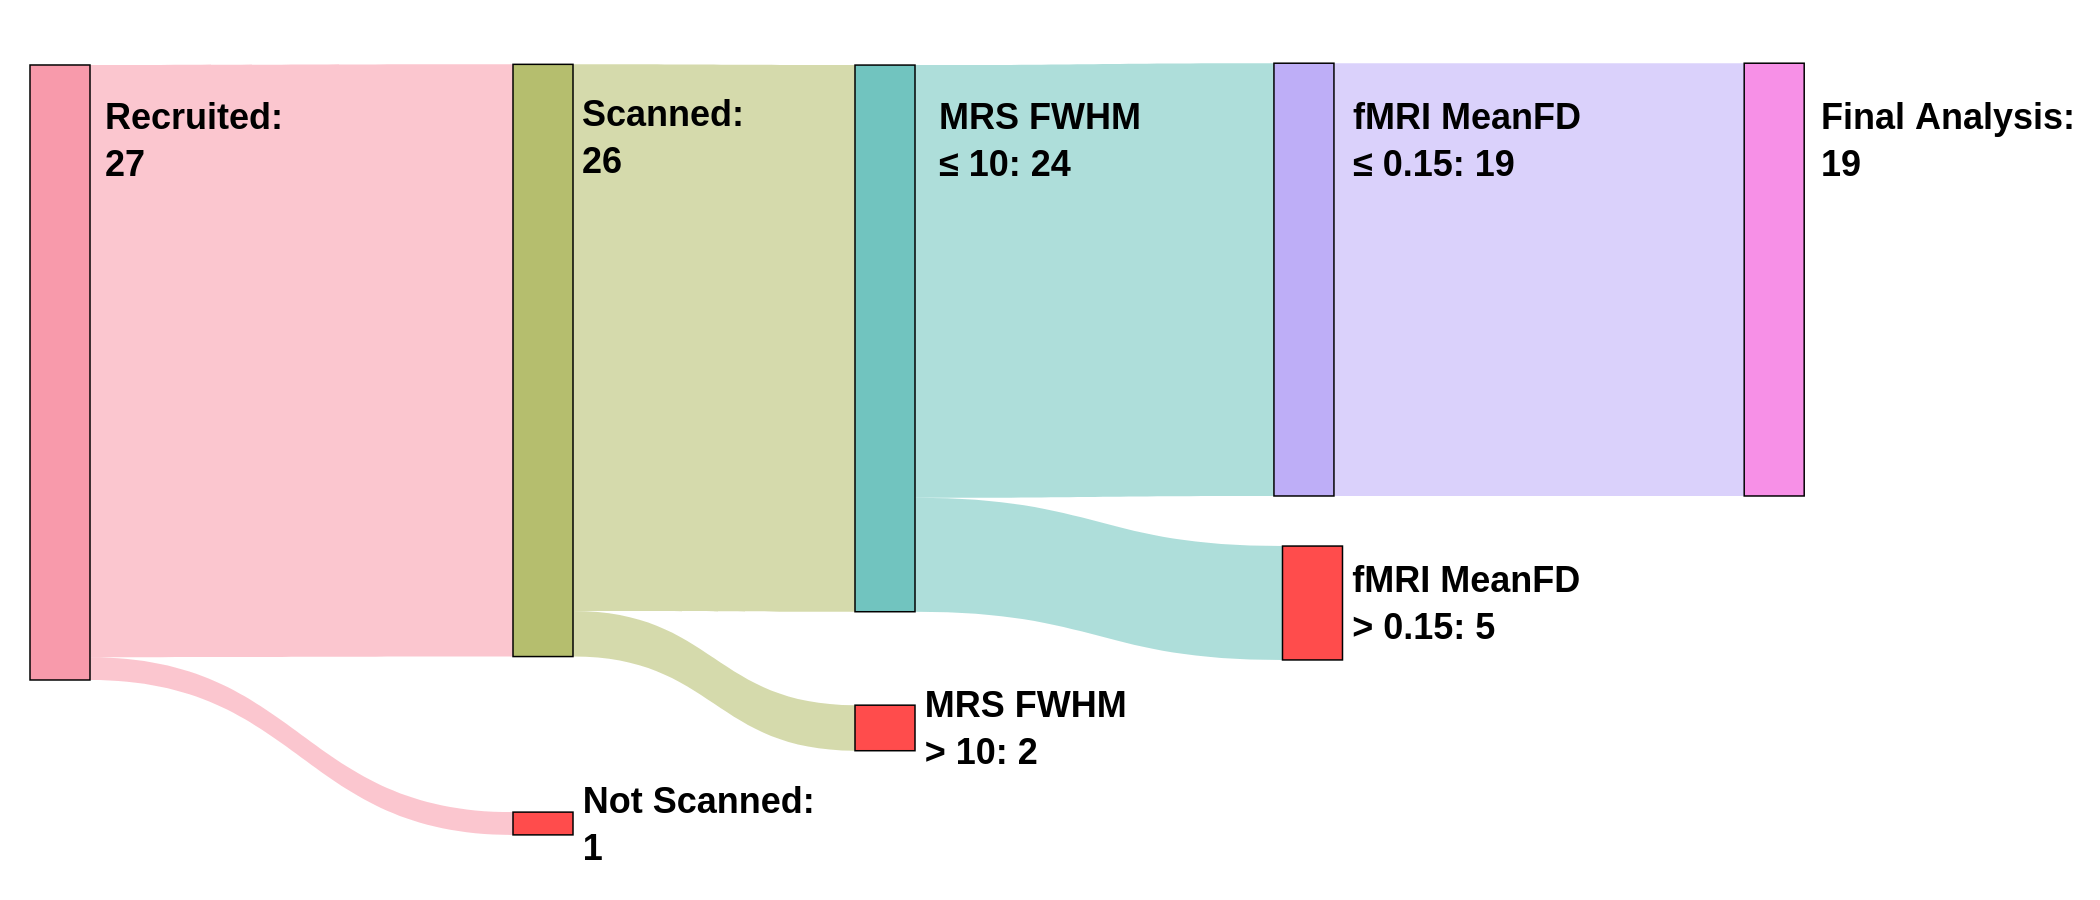 Recruited:
27
Scanned:
26
MRS FWHM
≤ 10: 24
fMRI MeanFD
≤ 0.15: 19
Final Analysis:
19
fMRI MeanFD
> 0.15: 5
MRS FWHM
> 10: 2
Not Scanned:
1